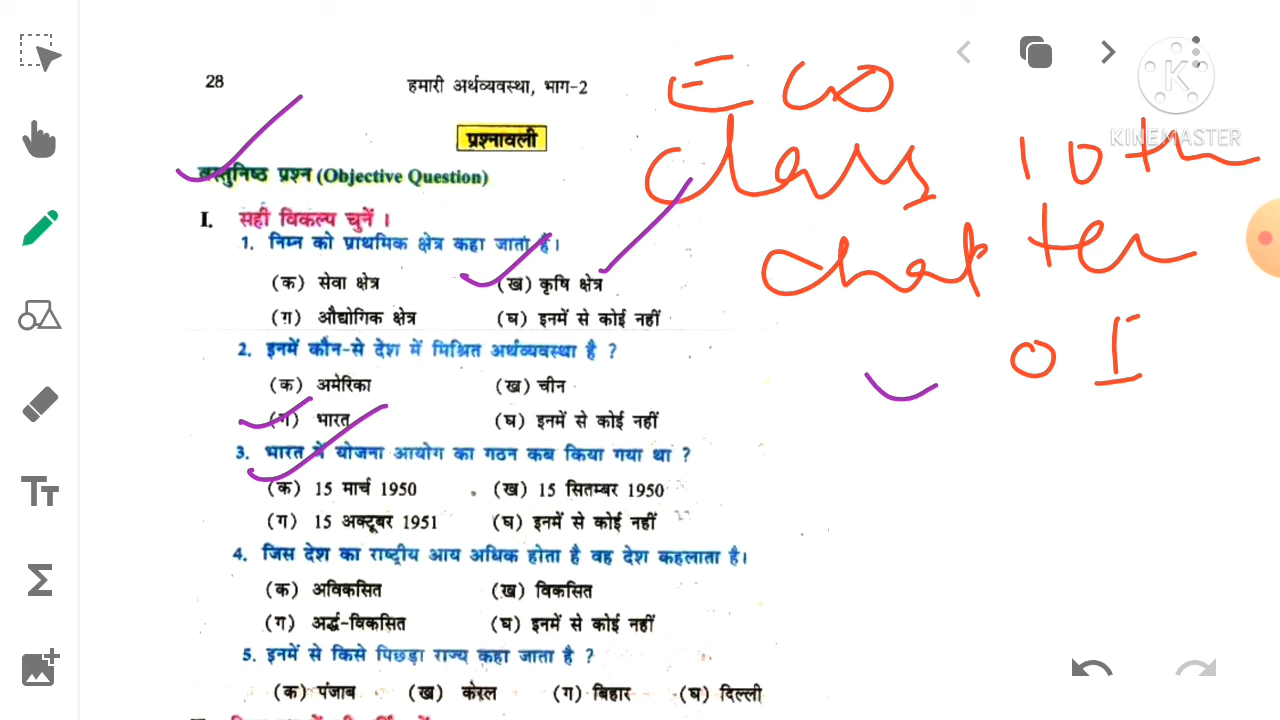 28 हमारी अर्थव्यवस्था, भाग-2
प्रश्नावली
वस्तुनिष्ठ प्रश्न (Objective Question)
I. सही विकल्प चुनें ।
1. निम्न को प्राथमिक क्षेत्र कहा जाता है।
(क) सेवा क्षेत्र (ख) कृषि क्षेत्र
(ग) औद्योगिक क्षेत्र (घ) इनमें से कोई नहीं
2. इनमें कौन-से देश में मिश्रित अर्थव्यवस्था है ?
(क) अमेरिका (ख) चीन
(ग) भारत (घ) इनमें से कोई नहीं
3. भारत में योजना आयोग का गठन कब किया गया था ?
(क) 15 मार्च 1950 (ख) 15 सितम्बर 1950
(ग) 15 अक्टूबर 1951 (घ) इनमें से कोई नहीं
4. जिस देश का राष्ट्रीय आय अधिक होता है वह देश कहलाता है।
(क) अविकसित (ख) विकसित
(ग) अर्द्ध-विकसित (घ) इनमें से कोई नहीं
5. इनमें से किसे पिछड़ा राज्य कहा जाता है ?
(क) पंजाब (ख) केरल (ग) बिहार (घ) दिल्ली
Eco
class 10th
chapter
01
K
KINEMASTER
TT
Σ